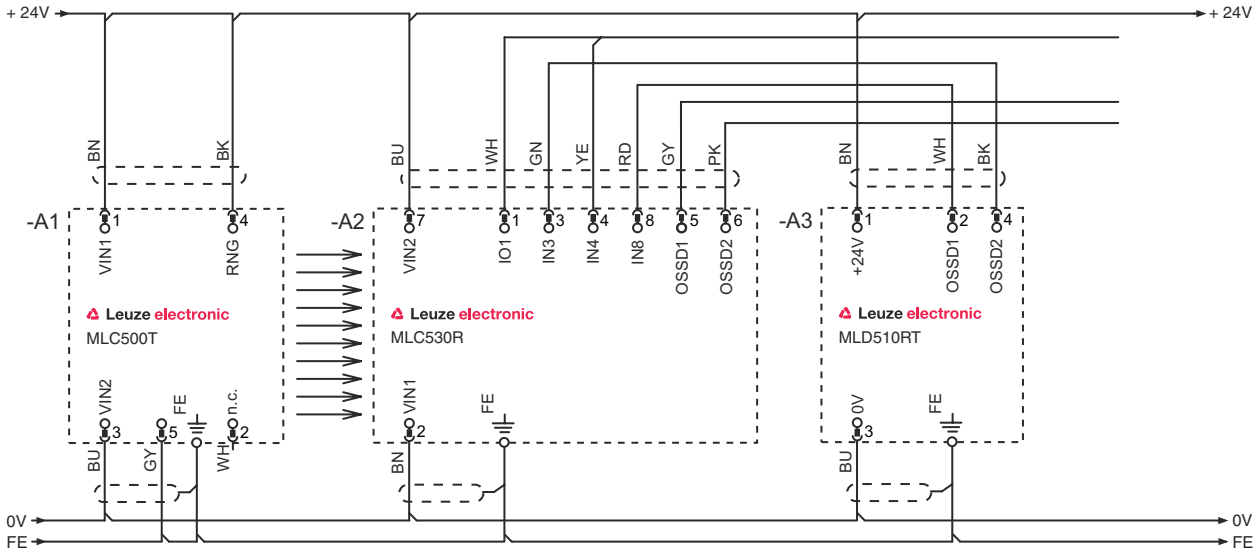 + 24V + 24V
BN BK BU WH GN YE RD GY PK BN WH BK
-A1 1 4 -A2 7 1 3 4 8 5 6 -A3 1 2 4
VIN1 RNG VIN2 IO1 IN3 IN4 IN8 OSSD1 OSSD2 +24V OSSD1 OSSD2
Leuze electronic Leuze electronic Leuze electronic
MLC500T MLC530R MLD510RT
VIN2 FE n.c. VIN1 FE 0V FE
3 5 2 2 3
BU GY WH BN BU
0V 0V
FE FE